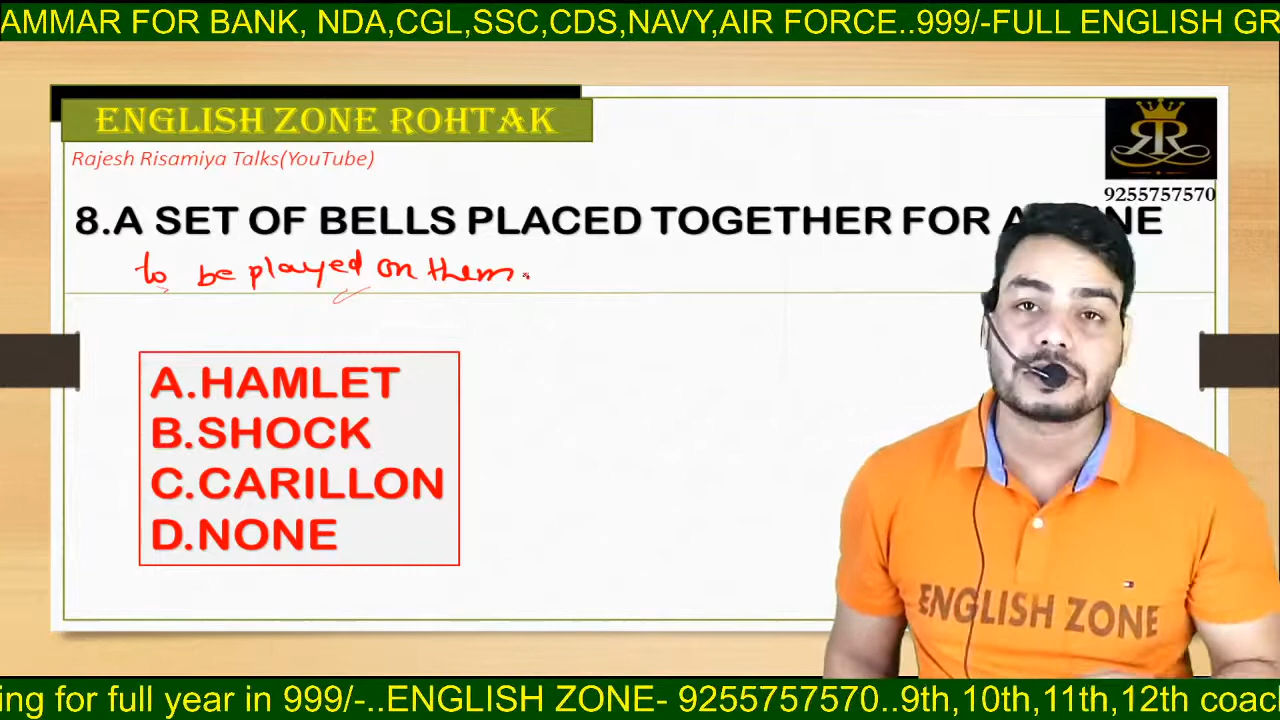 AMMAR FOR BANK, NDA,CGL,SSC,CDS,NAVY,AIR FORCE..999/-FULL ENGLISH GR
ENGLISH ZONE ROHTAK
Rajesh Risamiya Talks(YouTube)
RR
9255757570
8.A SET OF BELLS PLACED TOGETHER FOR A NE
to be played on them.
A.HAMLET
B.SHOCK
C.CARILLON
D.NONE
ENGLISH ZONE
ing for full year in 999/-..ENGLISH ZONE- 9255757570..9th,10th,11th,12th coac